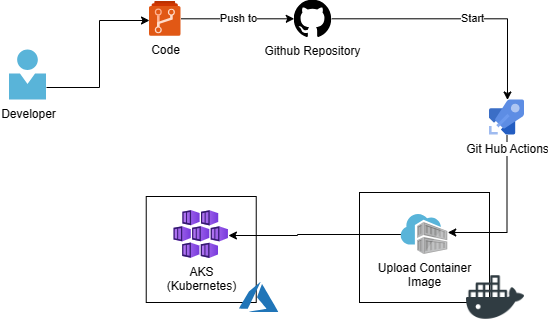 Code
Push to
Github Repository
Start
Developer
Git Hub Actions
AKS
(Kubernetes)
Upload Container
Image